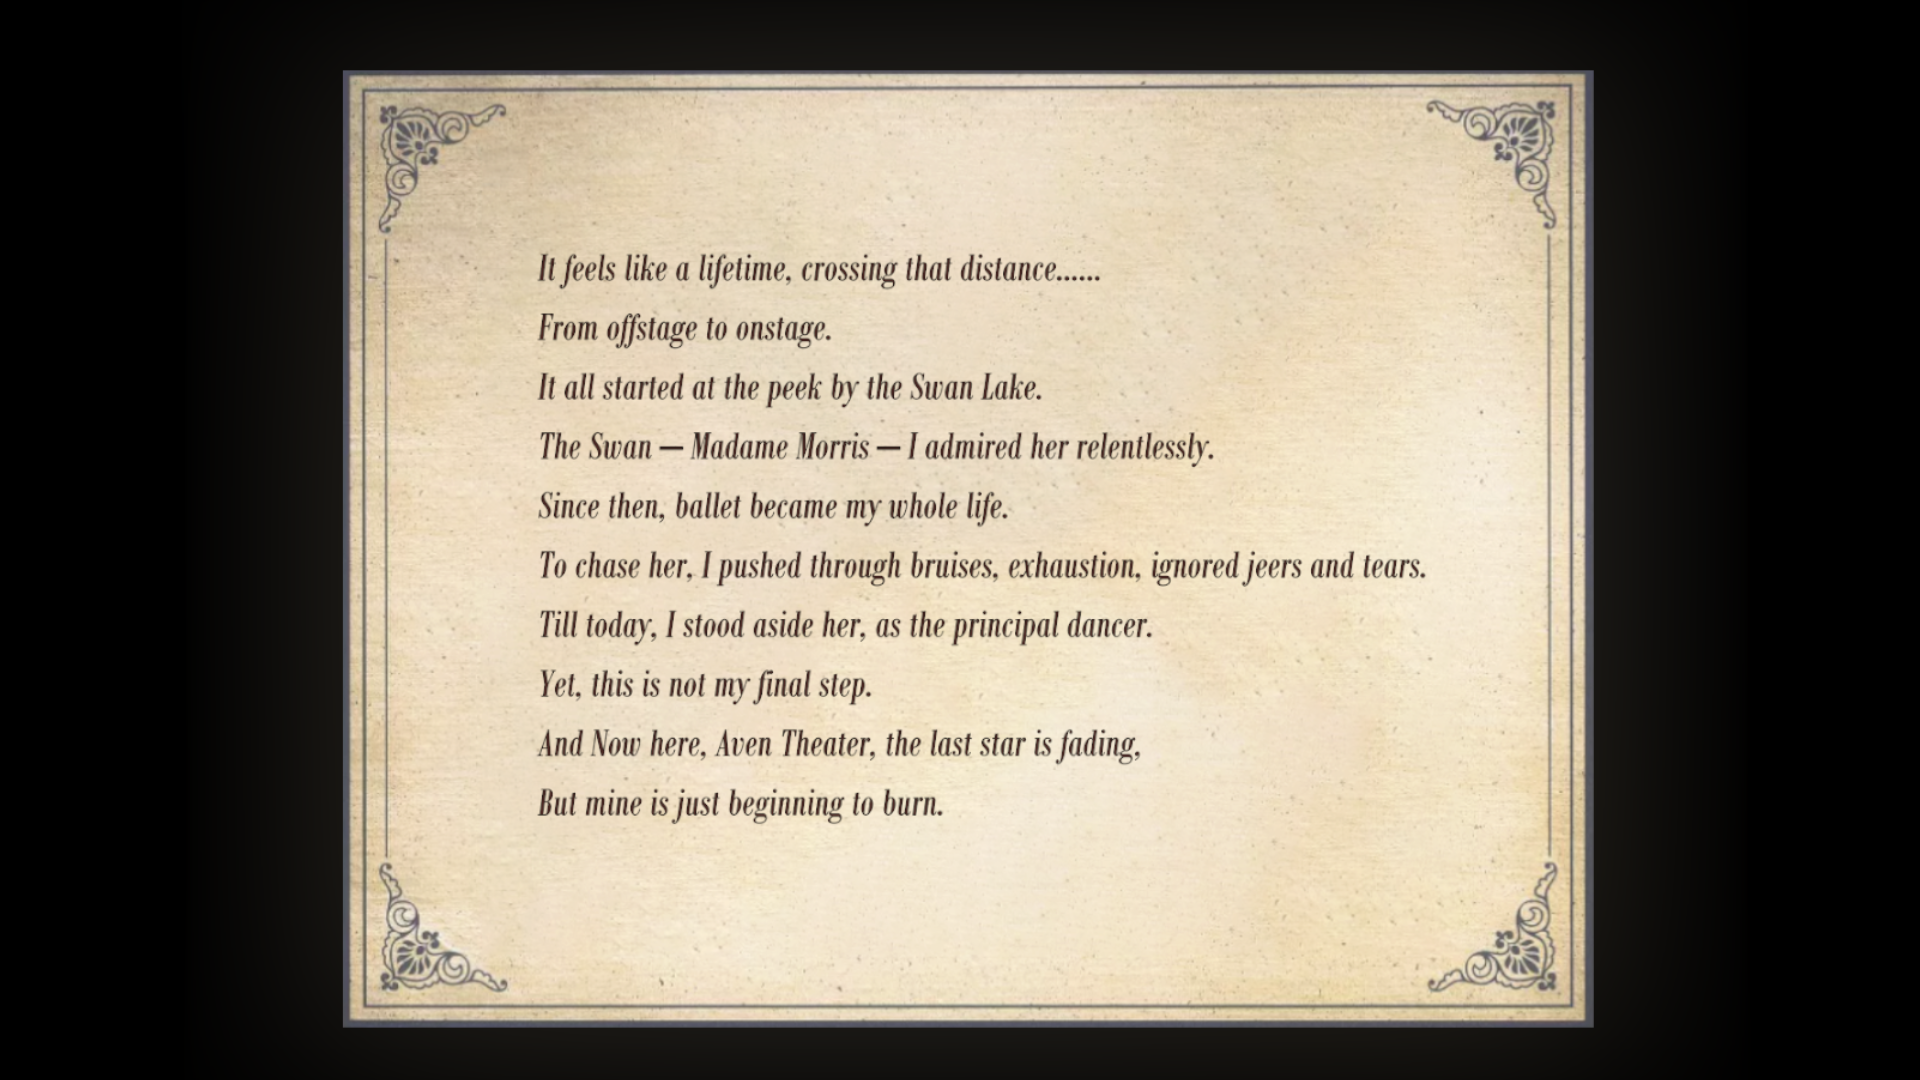 It feels like a lifetime, crossing that distance......
From offstage to onstage.
It all started at the peek by the Swan Lake.
The Swan — Madame Morris — I admired her relentlessly.
Since then, ballet became my whole life.
To chase her, I pushed through bruises, exhaustion, ignored jeers and tears.
Till today, I stood aside her, as the principal dancer.
Yet, this is not my final step.
And Now here, Aven Theater, the last star is fading,
But mine is just beginning to burn.